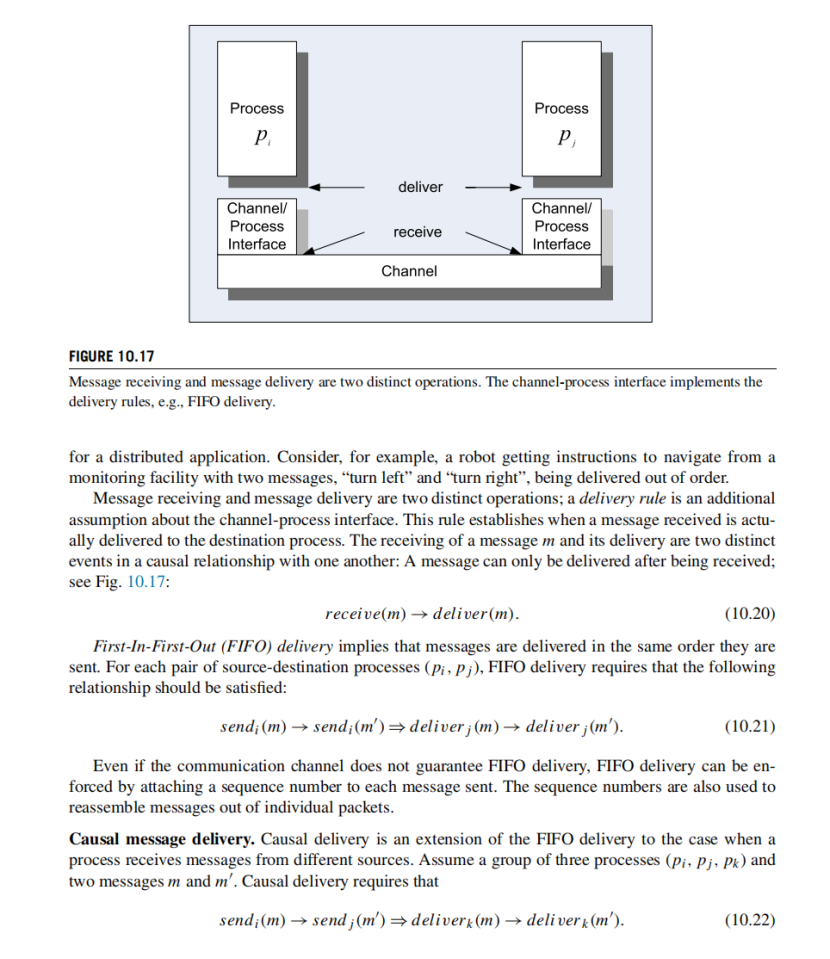 Process
Process
p_i
p_j
deliver
Channel/
Process
Interface
receive
Channel/
Process
Interface
Channel
FIGURE 10.17
Message receiving and message delivery are two distinct operations. The channel-process interface implements the
delivery rules, e.g., FIFO delivery.
for a distributed application. Consider, for example, a robot getting instructions to navigate from a
monitoring facility with two messages, “turn left” and “turn right”, being delivered out of order.
Message receiving and message delivery are two distinct operations; a delivery rule is an additional
assumption about the channel-process interface. This rule establishes when a message received is actu-
ally delivered to the destination process. The receiving of a message m and its delivery are two distinct
events in a causal relationship with one another: A message can only be delivered after being received;
see Fig. 10.17:
receive(m) → deliver(m). (10.20)
First-In-First-Out (FIFO) delivery implies that messages are delivered in the same order they are
sent. For each pair of source-destination processes (p_i, p_j), FIFO delivery requires that the following
relationship should be satisfied:
send_i(m) → send_i(m′) ⇒ deliver_j(m) → deliver_j(m′). (10.21)
Even if the communication channel does not guarantee FIFO delivery, FIFO delivery can be en-
forced by attaching a sequence number to each message sent. The sequence numbers are also used to
reassemble messages out of individual packets.
Causal message delivery. Causal delivery is an extension of the FIFO delivery to the case when a
process receives messages from different sources. Assume a group of three processes (p_i, p_j, p_k) and
two messages m and m′. Causal delivery requires that
send_i(m) → send_j(m′) ⇒ deliver_k(m) → deliver_k(m′). (10.22)